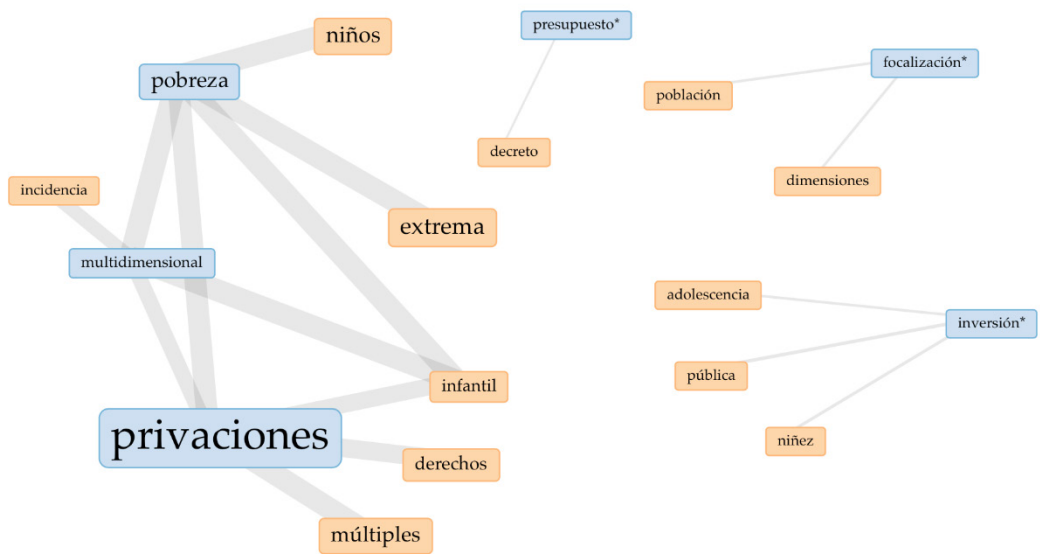 niños
presupuesto*
pobreza
focalización*
población
decreto
dimensiones
incidencia
extrema
multidimensional
adolescencia
inversión*
pública
infantil
privaciones
niñez
derechos
múltiples